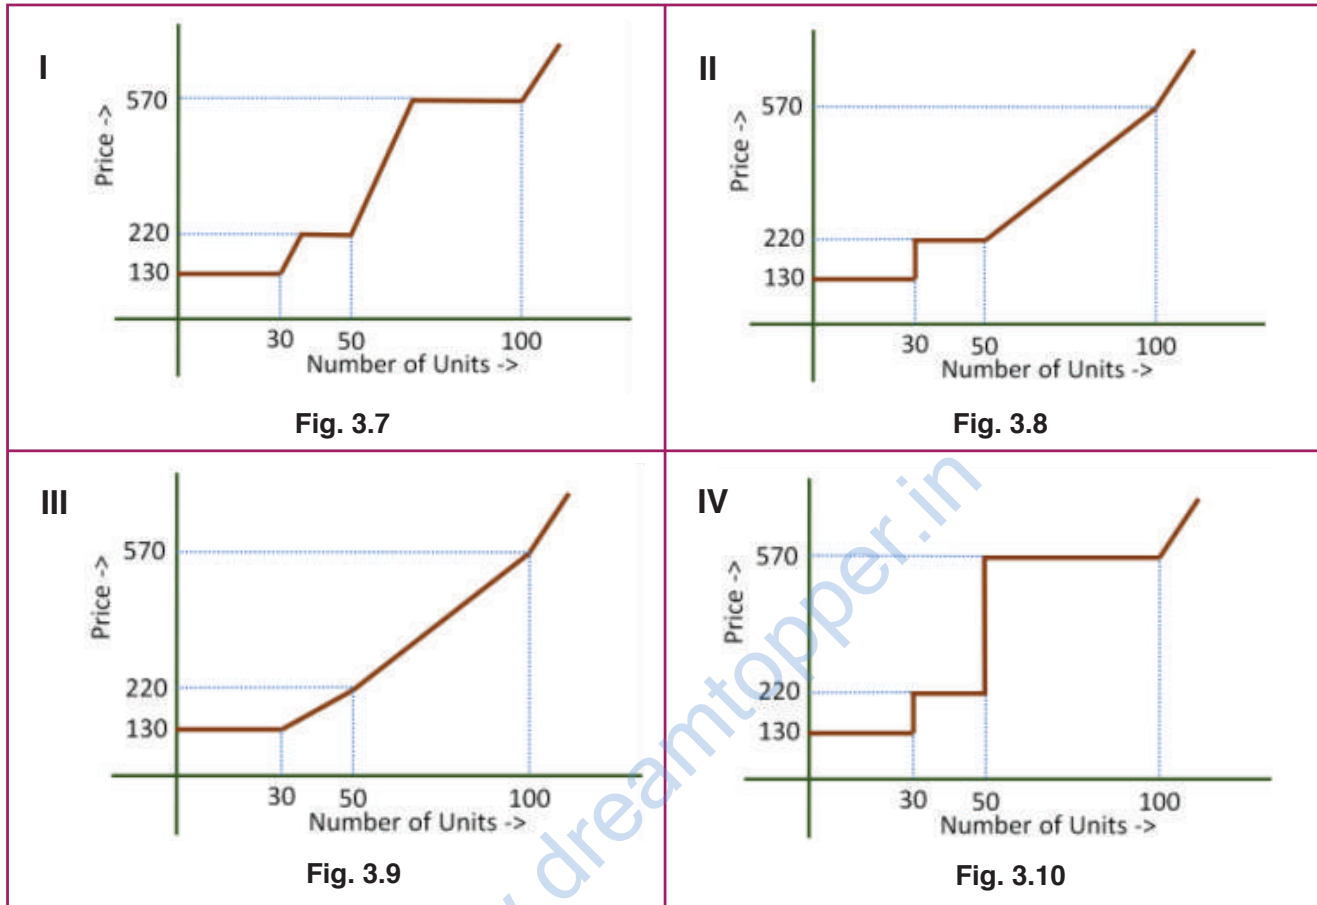 I
Price ->
570
220
130
30 50 100
Number of Units ->
Fig. 3.7
II
Price ->
570
220
130
30 50 100
Number of Units ->
Fig. 3.8
III
Price ->
570
220
130
30 50 100
Number of Units ->
Fig. 3.9
IV
Price ->
570
220
130
30 50 100
Number of Units ->
Fig. 3.10
dreamtopper.in